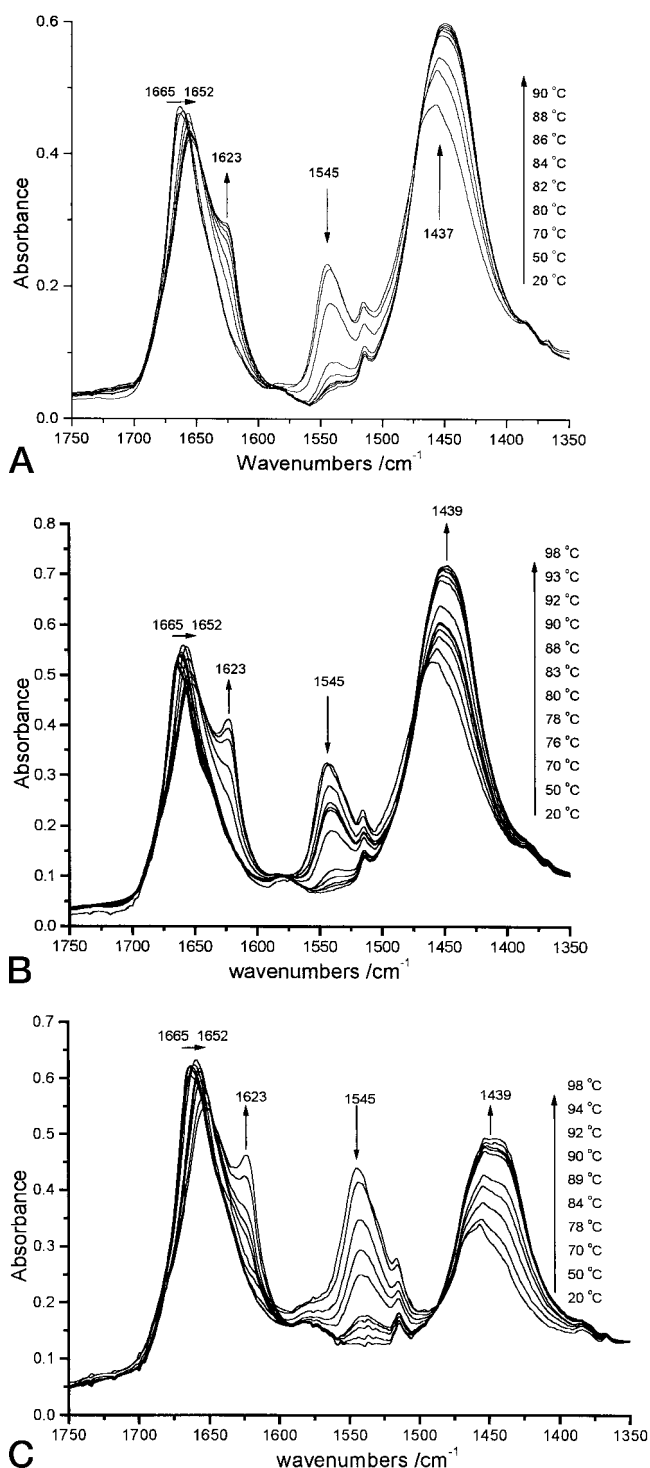 0.6
0.4
0.2
0.0
Absorbance
1665 1652
1623
1545
1437
90 °C
88 °C
86 °C
84 °C
82 °C
80 °C
70 °C
50 °C
20 °C
1750 1700 1650 1600 1550 1500 1450 1400 1350
Wavenumbers /cm-1
A
0.8
0.7
0.6
0.5
0.4
0.3
0.2
0.1
0.0
Absorbance
1665 1652
1623
1545
1439
98 °C
93 °C
92 °C
90 °C
88 °C
83 °C
80 °C
78 °C
76 °C
70 °C
50 °C
20 °C
1750 1700 1650 1600 1550 1500 1450 1400 1350
wavenumbers /cm-1
B
0.7
0.6
0.5
0.4
0.3
0.2
0.1
0.0
Absorbance
1665 1652
1623
1545
1439
98 °C
94 °C
92 °C
90 °C
89 °C
84 °C
78 °C
70 °C
50 °C
20 °C
1750 1700 1650 1600 1550 1500 1450 1400 1350
wavenumbers /cm-1
C